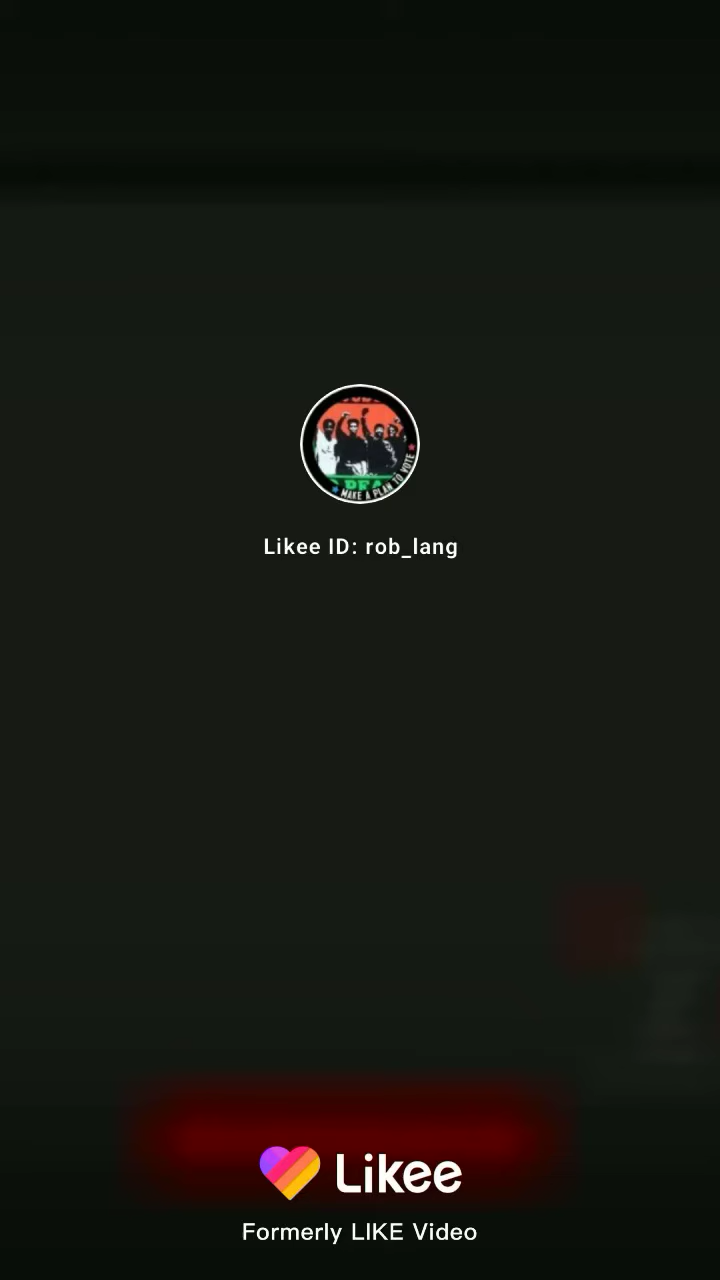 MAKE A PLAN TO VOTE
Likee ID: rob_lang
Likee
Formerly LIKE Video